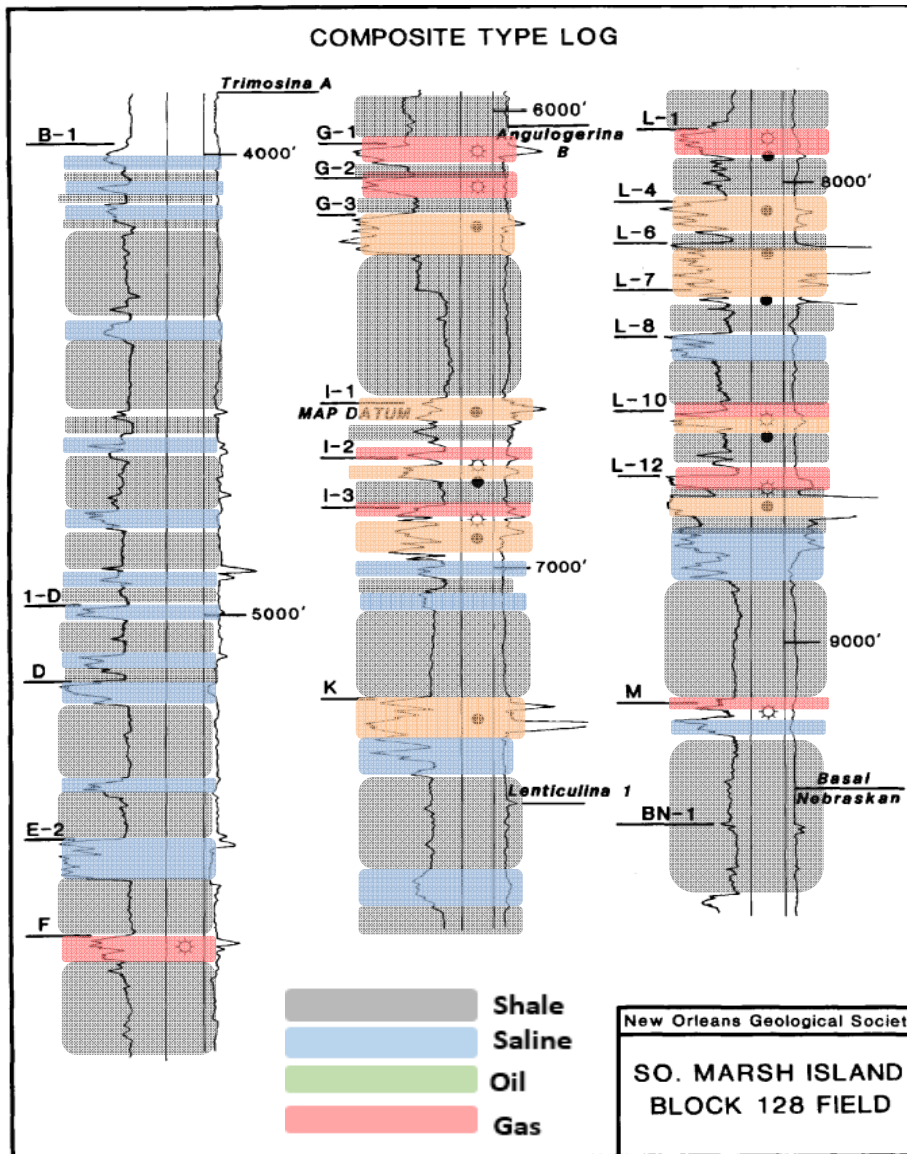 COMPOSITE TYPE LOG
Trimosina A
B-1
4000'
1-D
5000'
D
E-2
F
6000'
G-1
Angulogerina
B
G-2
G-3
I-1
MAP DATUM
I-2
I-3
7000'
K
Lenticulina 1
L-1
8000'
L-4
L-6
L-7
L-8
L-10
L-12
9000'
M
Basal
Nebraskan
BN-1
Shale
Saline
Oil
Gas
New Orleans Geological Society
SO. MARSH ISLAND
BLOCK 128 FIELD